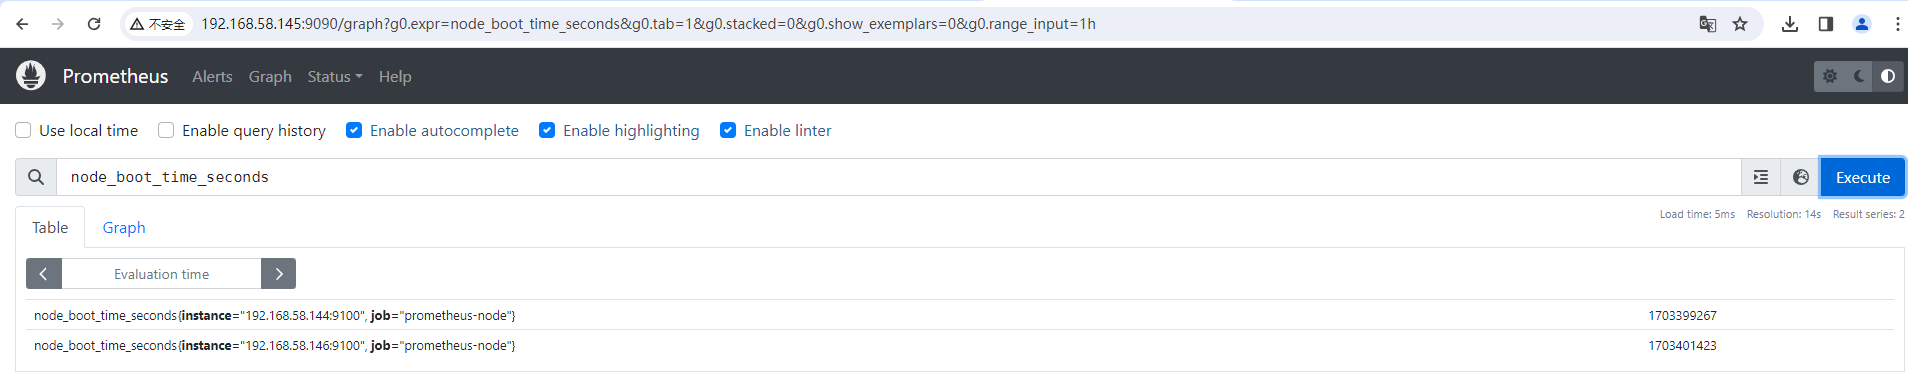 不安全 192.168.58.145:9090/graph?g0.expr=node_boot_time_seconds&g0.tab=1&g0.stacked=0&g0.show_exemplars=0&g0.range_input=1h
Prometheus Alerts Graph Status Help
Use local time Enable query history Enable autocomplete Enable highlighting Enable linter
node_boot_time_seconds Execute
Load time: 5ms Resolution: 14s Result series: 2
Table Graph
Evaluation time
node_boot_time_seconds{instance="192.168.58.144:9100", job="prometheus-node"} 1703399267
node_boot_time_seconds{instance="192.168.58.146:9100", job="prometheus-node"} 1703401423